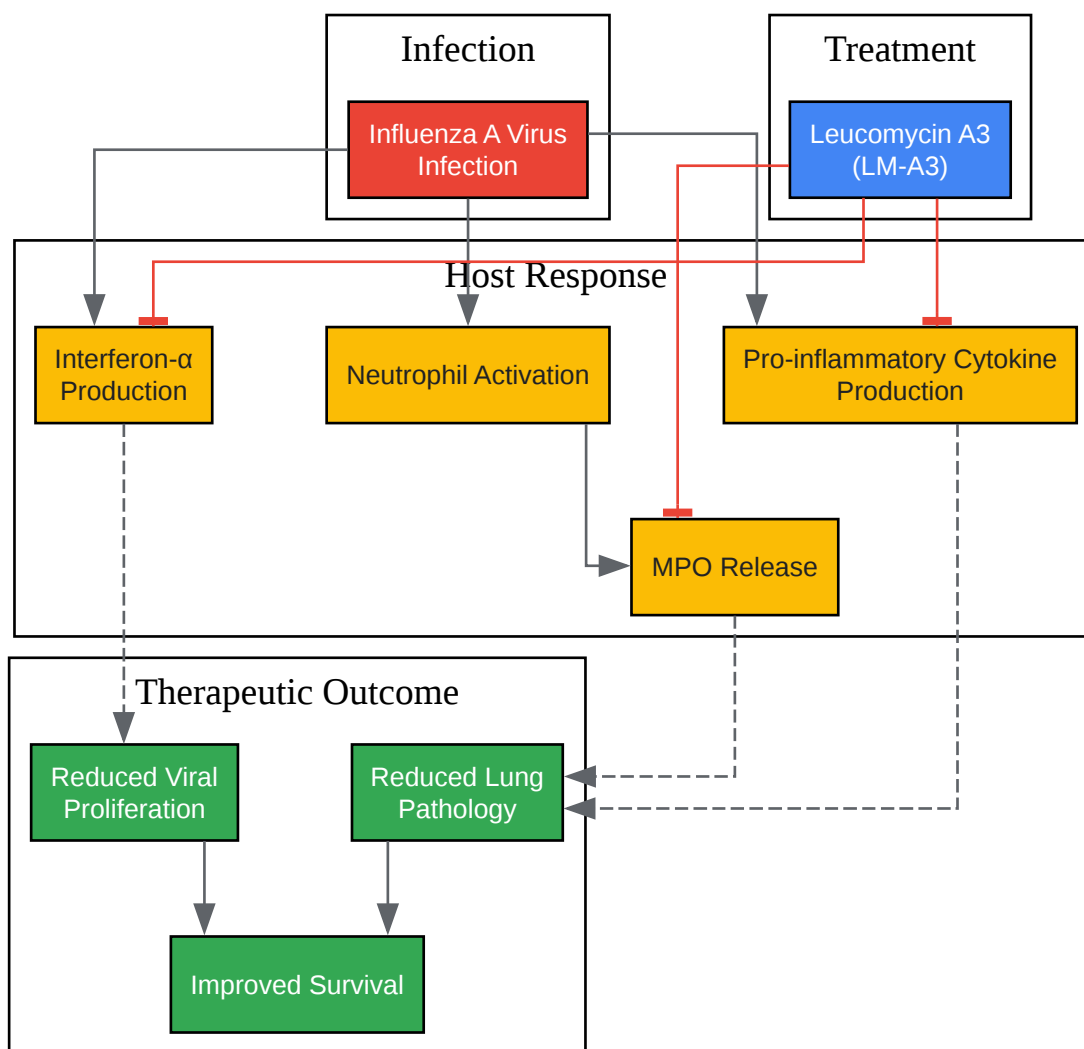 Infection
Treatment
Influenza A Virus
Infection
Leucomycin A3
(LM-A3)
Host Response
Interferon-α
Production
Neutrophil Activation
Pro-inflammatory Cytokine
Production
MPO Release
Therapeutic Outcome
Reduced Viral
Proliferation
Reduced Lung
Pathology
Improved Survival